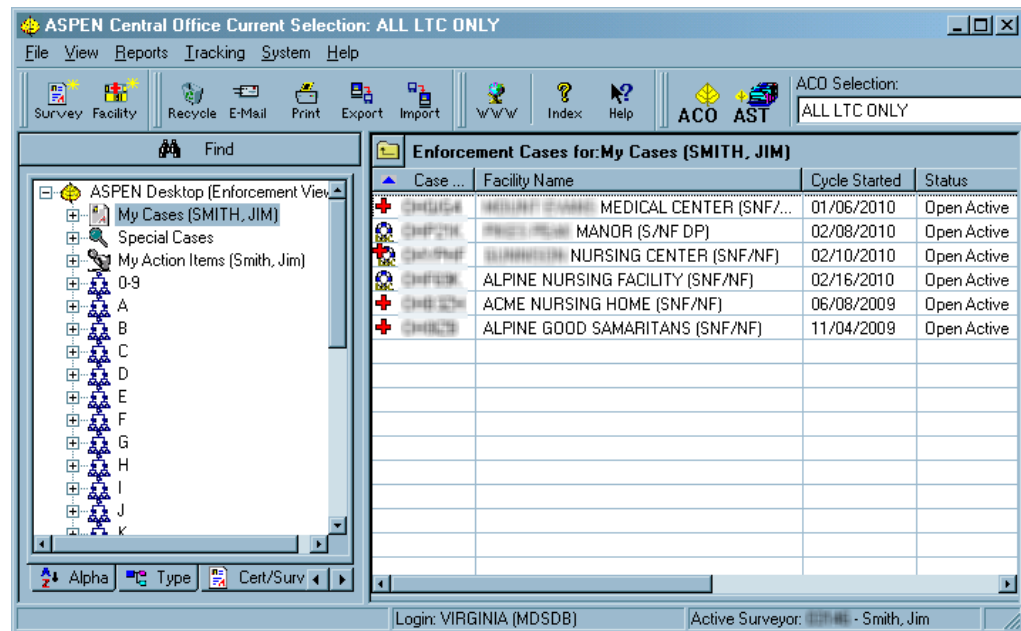 ASPEN Central Office Current Selection: ALL LTC ONLY
File View Reports Tracking System Help
Survey Facility Recycle E-Mail Print Export Import WWW Index Help ACO AST
ACO Selection:
ALL LTC ONLY
Find
Enforcement Cases for:My Cases (SMITH, JIM)
ASPEN Desktop (Enforcement View
My Cases (SMITH, JIM)
Special Cases
My Action Items (Smith, Jim)
0-9
A
B
C
D
E
F
G
H
I
J
K
Case ... Facility Name Cycle Started Status
MEDICAL CENTER (SNF/... 01/06/2010 Open Active
MANOR (S/NF DP) 02/08/2010 Open Active
NURSING CENTER (SNF/NF) 02/10/2010 Open Active
ALPINE NURSING FACILITY (SNF/NF) 02/16/2010 Open Active
ACME NURSING HOME (SNF/NF) 06/08/2009 Open Active
ALPINE GOOD SAMARITANS (SNF/NF) 11/04/2009 Open Active
Alpha Type Cert/Surv
Login: VIRGINIA (MDSDB) Active Surveyor: - Smith, Jim